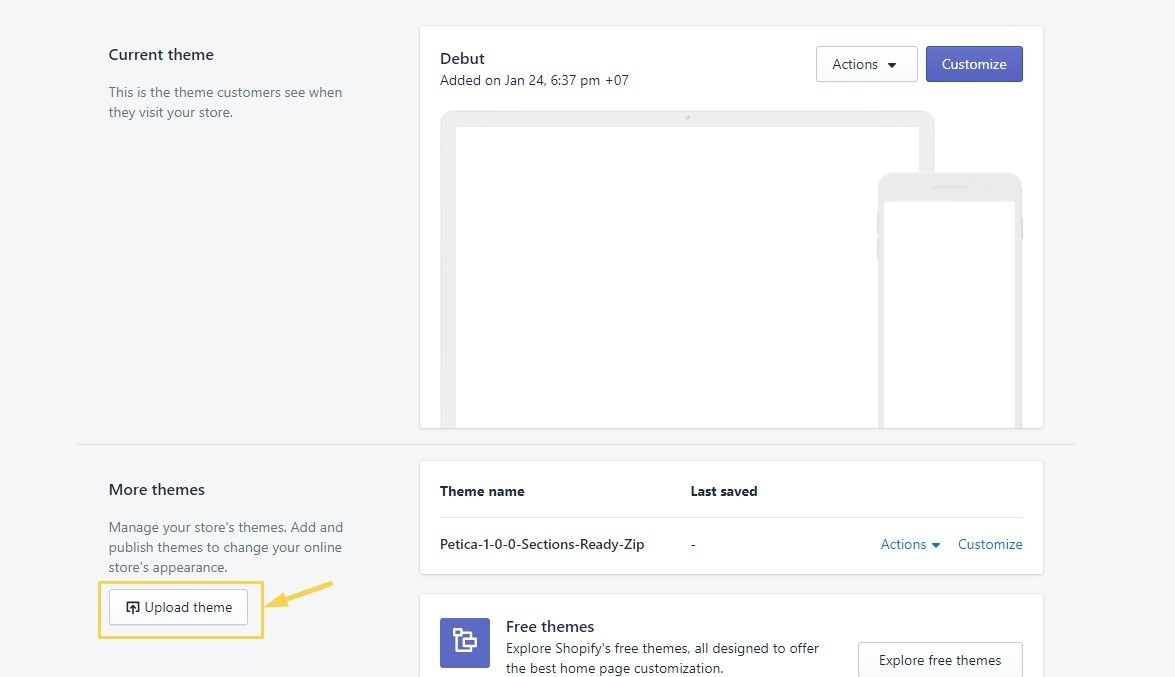 Current theme
This is the theme customers see when
they visit your store.
Debut
Added on Jan 24, 6:37 pm +07
Actions
Customize
More themes
Manage your store's themes. Add and
publish themes to change your online
store's appearance.
Upload theme
Theme name Last saved
Petica-1-0-0-Sections-Ready-Zip - Actions Customize
Free themes
Explore Shopify's free themes, all designed to offer
the best home page customization.
Explore free themes